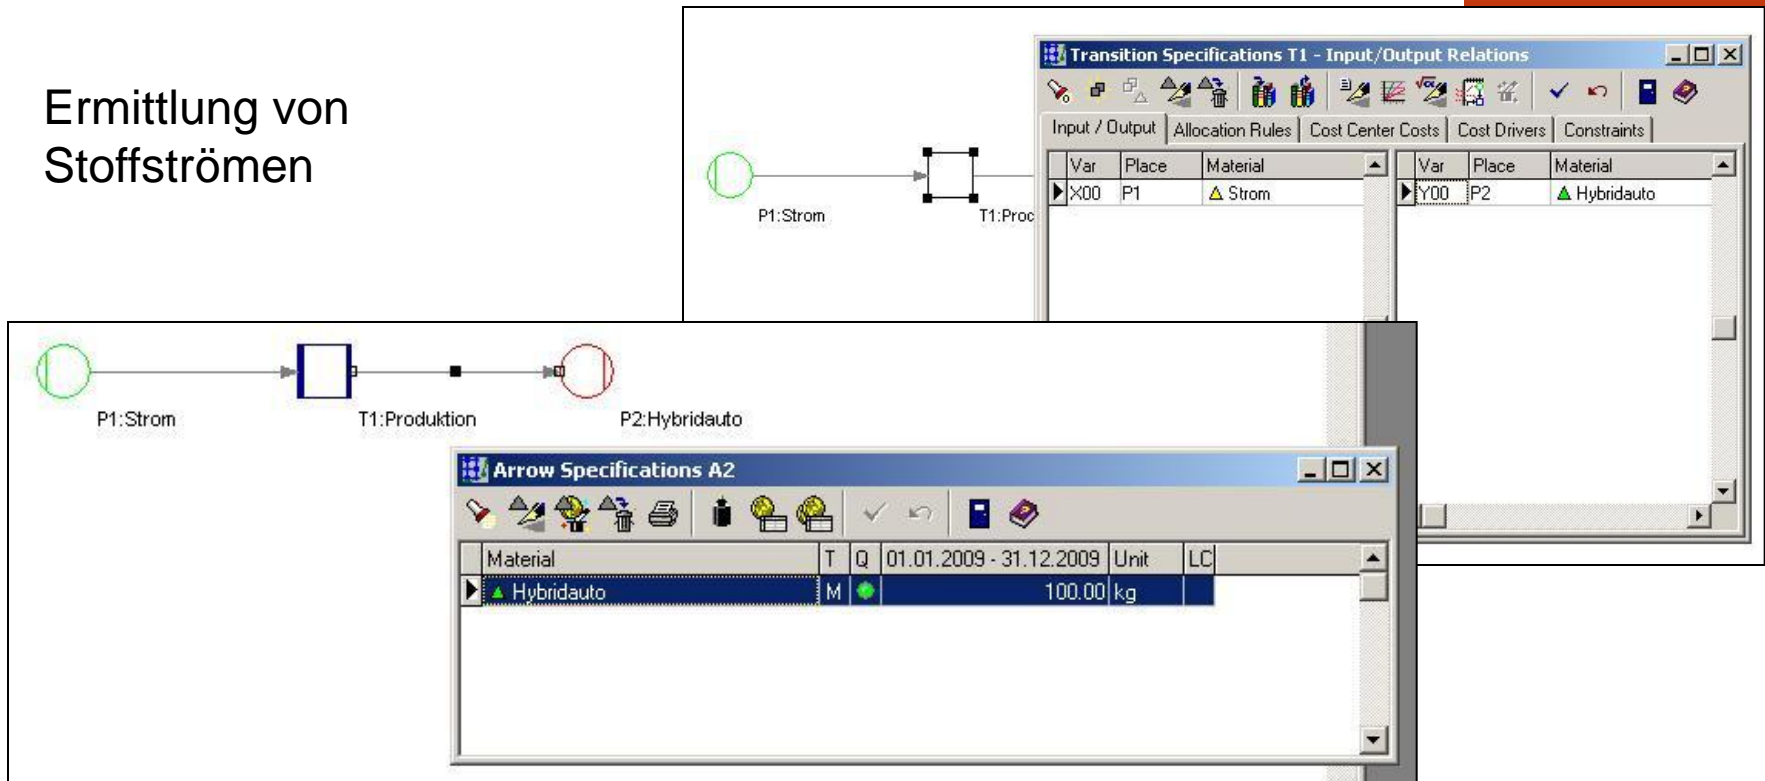 Ermittlung von
Stoffströmen
Transition Specifications T1 - Input/Output Relations
Input / Output Allocation Rules Cost Center Costs Cost Drivers Constraints
Var Place Material Var Place Material
X00 P1 Strom Y00 P2 Hybridauto
P1:Strom T1:Proc
P1:Strom T1:Produktion P2:Hybridauto
Arrow Specifications A2
Material T Q 01.01.2009 - 31.12.2009 Unit LC
Hybridauto M 100.00 kg